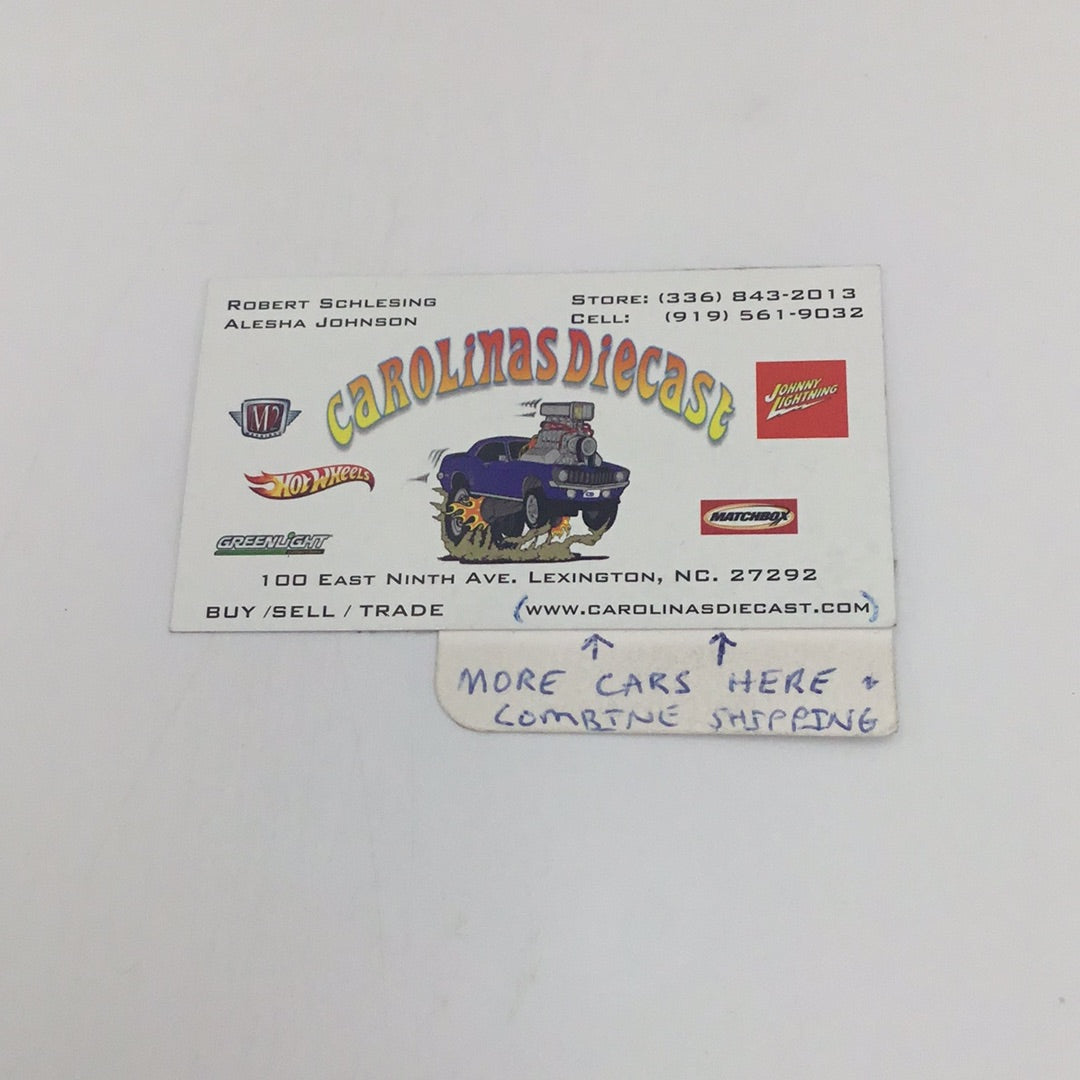 ROBERT SCHLESING
ALESHA JOHNSON
STORE: (336) 843-2013
CELL: (919) 561-9032
CAROLINAS DIECAST
M2
JOHNNY
LIGHTNING
HOT WHEELS
MATCHBOX
GREENLIGHT
100 EAST NINTH AVE. LEXINGTON, NC. 27292
BUY /SELL / TRADE
(WWW.CAROLINASDIECAST.COM)
MORE CARS HERE +
COMBINE SHIPPING